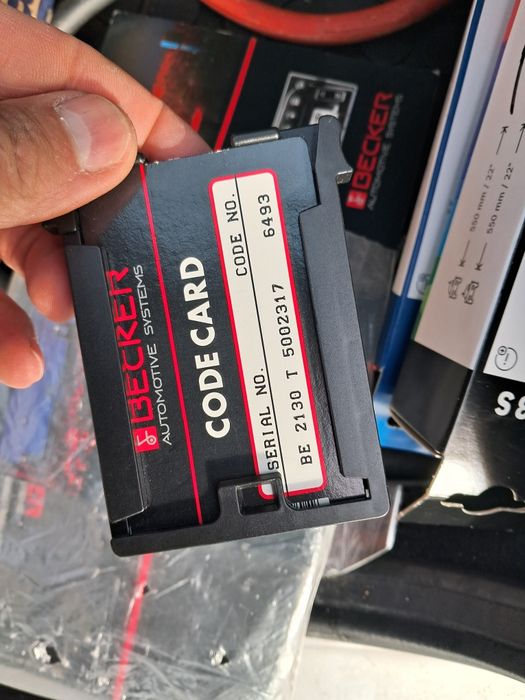 BECKER
AUTOMOTIVE SYSTEMS
CODE CARD
SERIAL NO. CODE NO.
BE 2130 T 5002317 6493
BECKER
AUTOMOTIVE SYSTEMS
550 mm / 22"
550 mm / 22"